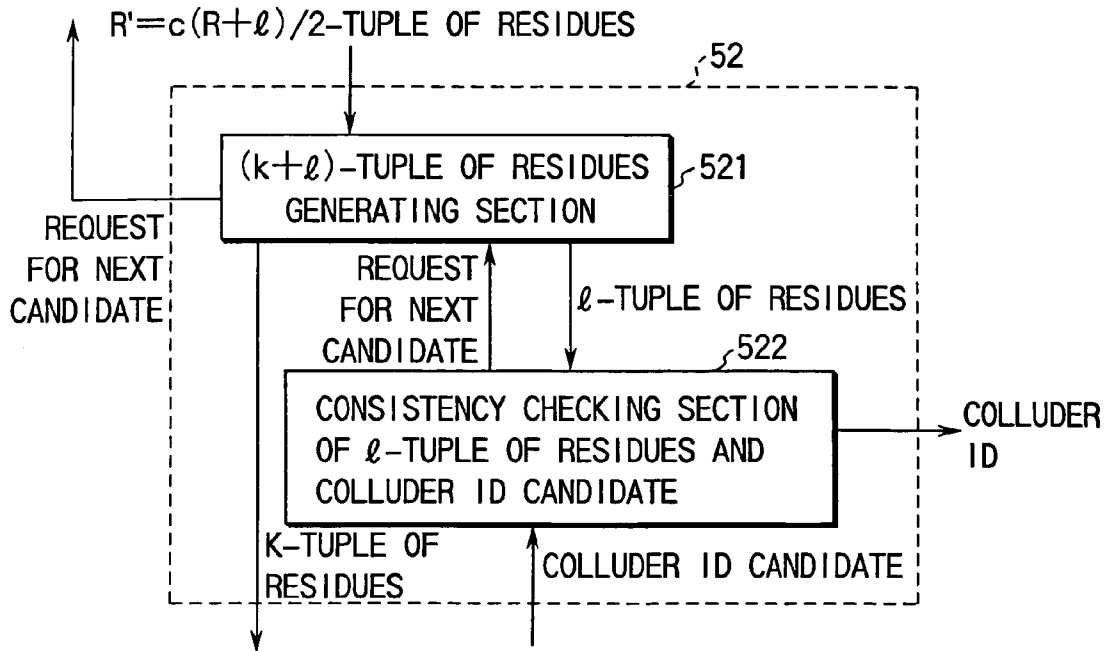 R'=c(R+ℓ)/2-TUPLE OF RESIDUES
52
(k+ℓ)-TUPLE OF RESIDUES
GENERATING SECTION
521
REQUEST
FOR NEXT
CANDIDATE
REQUEST
FOR NEXT
CANDIDATE
ℓ-TUPLE OF RESIDUES
522
CONSISTENCY CHECKING SECTION
OF ℓ-TUPLE OF RESIDUES AND
COLLUDER ID CANDIDATE
COLLUDER
ID
K-TUPLE OF
RESIDUES
COLLUDER ID CANDIDATE